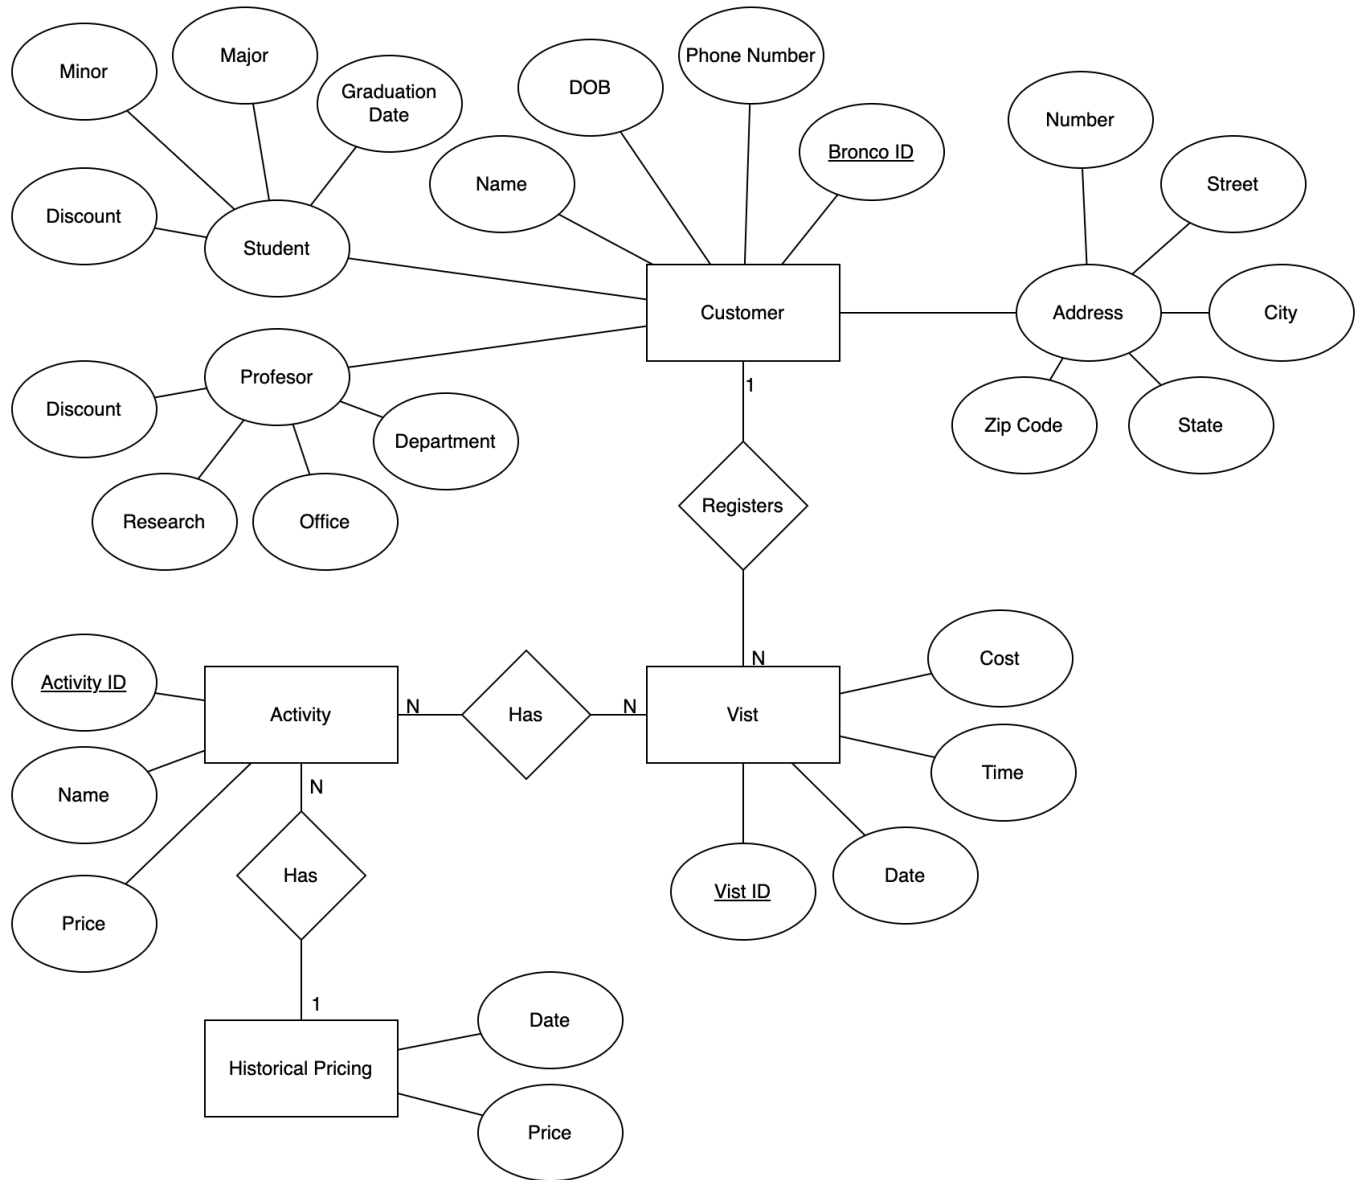 Minor
Major
Graduation
Date
DOB
Phone Number
Number
Name
Bronco ID
Street
Discount
Student
Customer
Address
City
Profesor
Discount
Department
Zip Code
State
1
Research
Office
Registers
N
Cost
Activity ID
Activity
N
Has
N
Vist
Time
Name
N
Price
Has
Vist ID
Date
1
Date
Historical Pricing
Price